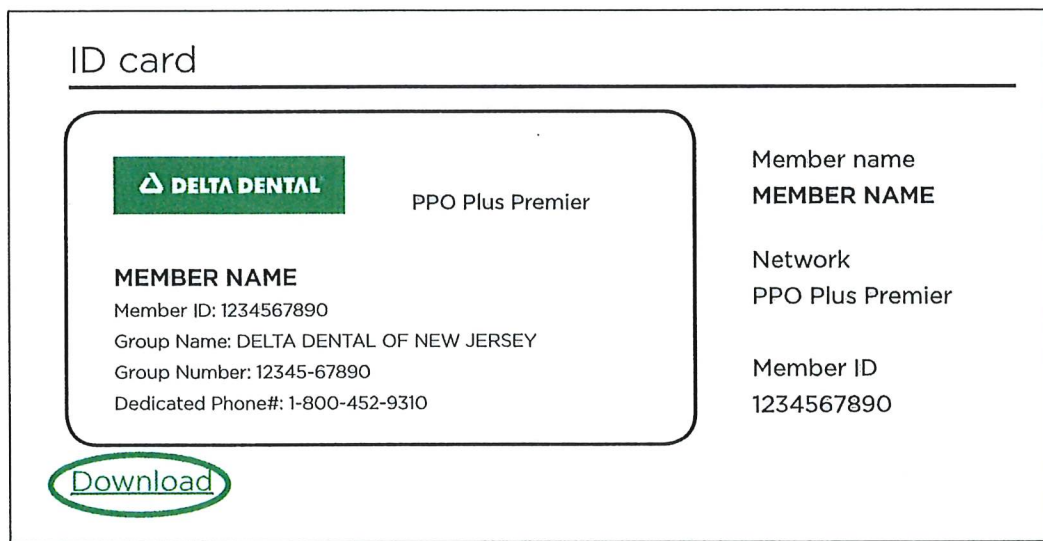 ID card
DELTA DENTAL
PPO Plus Premier
MEMBER NAME
Member ID: 1234567890
Group Name: DELTA DENTAL OF NEW JERSEY
Group Number: 12345-67890
Dedicated Phone#: 1-800-452-9310
Download
Member name
MEMBER NAME
Network
PPO Plus Premier
Member ID
1234567890